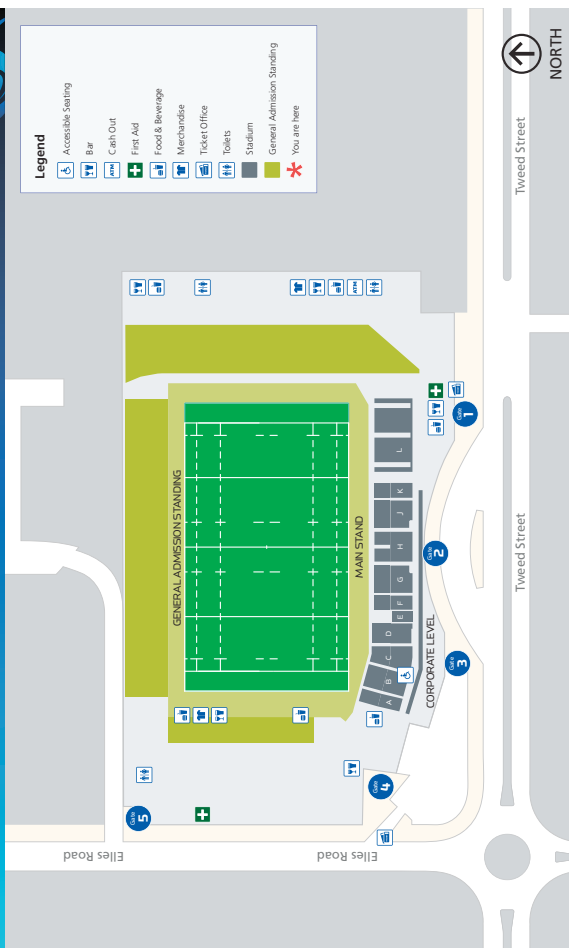 Legend
Accessible Seating
Bar
ATM
Cash Out
First Aid
Food & Beverage
Merchandise
Ticket Office
Toilets
Stadium
General Admission Standing
You are here
NORTH
Tweed Street
Tweed Street
Elles Road
Elles Road
GENERAL ADMISSION STANDING
MAIN STAND
CORPORATE LEVEL
A
B
C
D
E
F
G
H
J
K
L
ATM
Gate 1
Gate 2
Gate 3
Gate 4
Gate 5